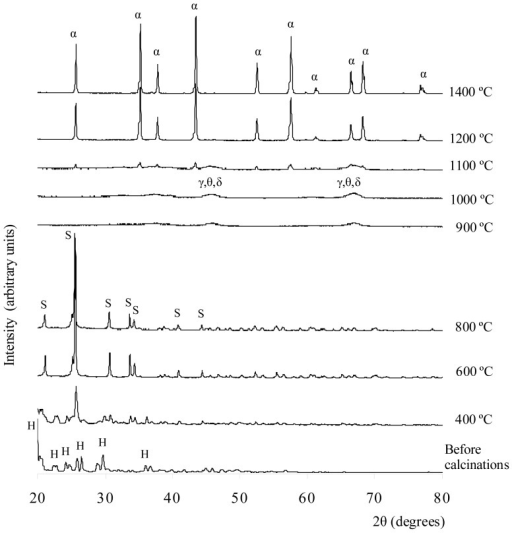 α
α
α
α
α
α
α
α
α
α
1400 ºC
1200 ºC
1100 ºC
γ,θ,δ
γ,θ,δ
1000 ºC
900 ºC
S
S
S
S
S
S
S
800 ºC
600 ºC
400 ºC
H
H
H
H
H
H
Before
calcinations
Intensity (arbitrary units)
20
30
40
50
60
70
80
2θ (degrees)